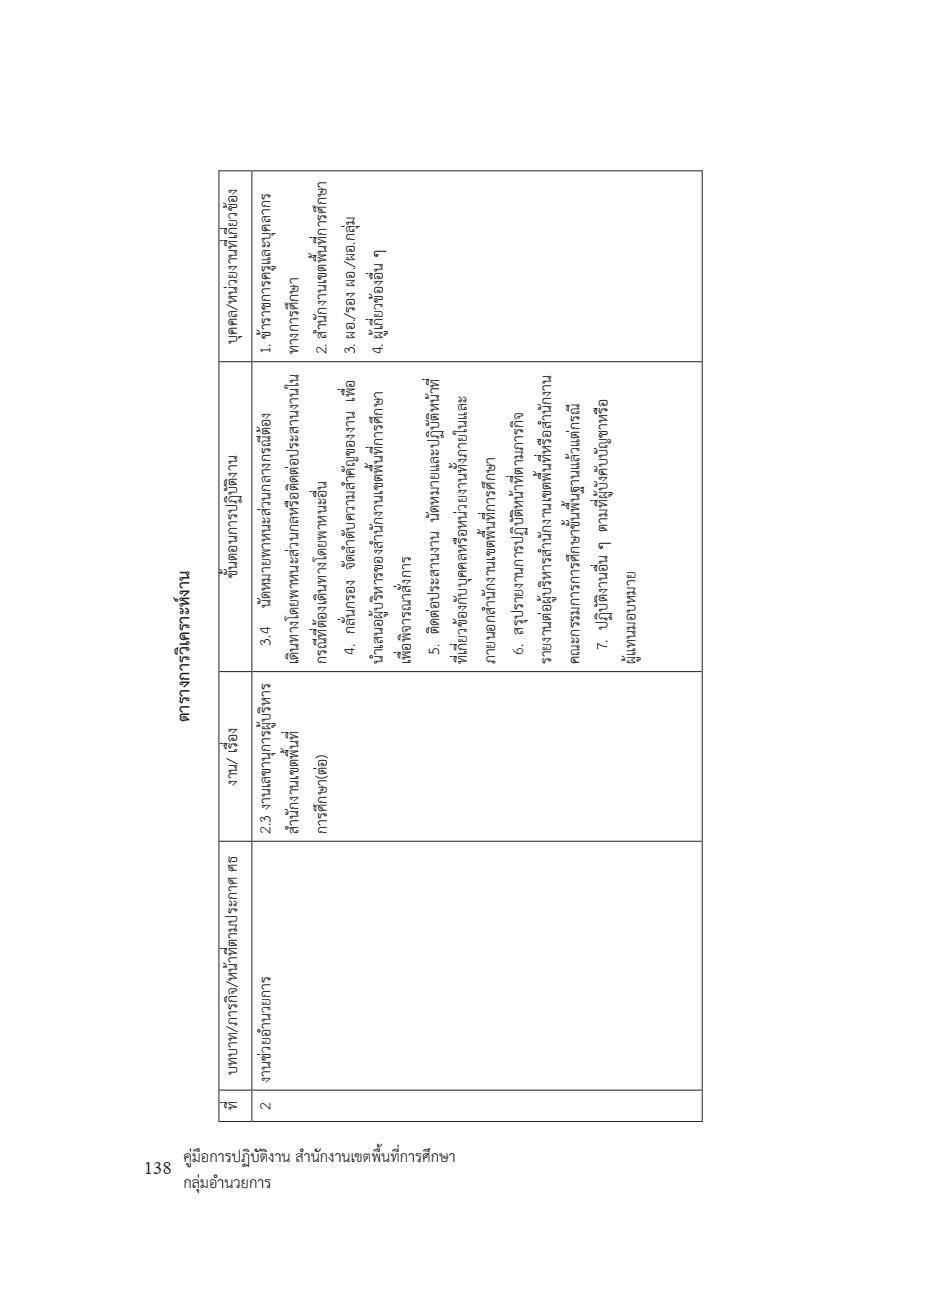 ตารางการวิเคราะห์งาน
ที่
บทบาท/ภารกิจ/หน้าที่ตามประกาศ ศธ
งาน/ เรื่อง
ขั้นตอนการปฏิบัติงาน
บุคคล/หน่วยงานที่เกี่ยวข้อง
2
งานช่วยอำนวยการ
2.3 งานเลขานุการผู้บริหาร
สำนักงานเขตพื้นที่
การศึกษา(ต่อ)
3.4 นัดหมายพาหนะส่วนกลางกรณีต้อง
เดินทางโดยพาหนะส่วนกลหรือติดต่อประสานงานใน
กรณีที่ต้องเดินทางโดยพาหนะอื่น
4. กลั่นกรอง จัดลำดับความสำคัญของงาน เพื่อ
นำเสนอผู้บริหารของสำนักงานเขตพื้นที่การศึกษา
เพื่อพิจารณาสั่งการ
5. ติดต่อประสานงาน นัดหมายและปฏิบัติหน้าที่
ที่เกี่ยวข้องกับบุคคลหรือหน่วยงานทั้งภายในและ
ภายนอกสำนักงานเขตพื้นที่การศึกษา
6. สรุปรายงานการปฏิบัติหน้าที่ตามภารกิจ
รายงานต่อผู้บริหารสำนักงานเขตพื้นที่หรือสำนักงาน
คณะกรรมการการศึกษาขั้นพื้นฐานแล้วแต่กรณี
7. ปฏิบัติงานอื่น ๆ ตามที่ผู้บังคับบัญชาหรือ
ผู้แทนมอบหมาย
1. ข้าราชการครูและบุคลากร
ทางการศึกษา
2. สำนักงานเขตพื้นที่การศึกษา
3. ผอ./รอง ผอ./ผอ.กลุ่ม
4. ผู้เกี่ยวข้องอื่น ๆ
138
คู่มือการปฏิบัติงาน สำนักงานเขตพื้นที่การศึกษา
กลุ่มอำนวยการ